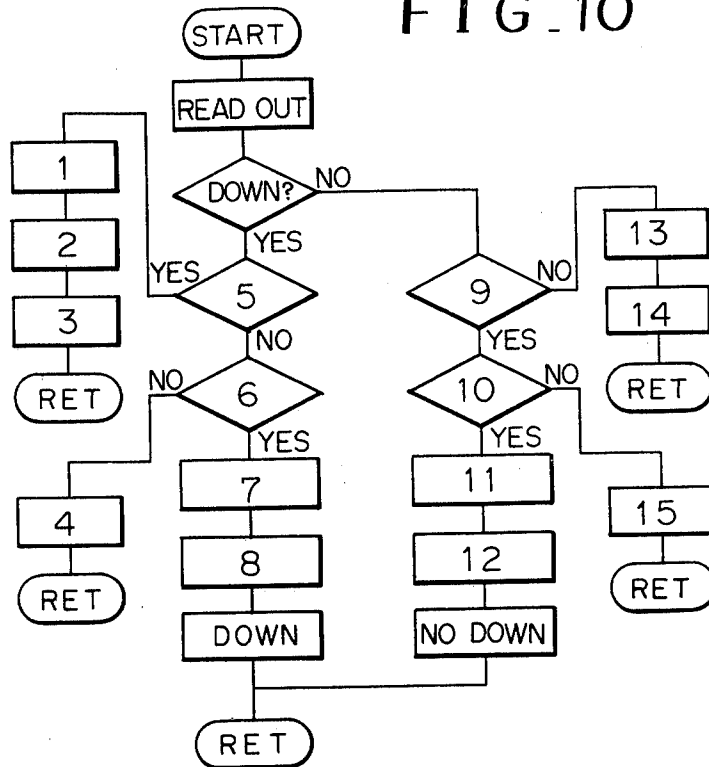 FIG_10
START
READ OUT
DOWN?
NO
YES
1
2
3
RET
YES
5
NO
NO
6
YES
4
RET
7
8
DOWN
9
NO
YES
13
14
RET
10
NO
YES
11
12
NO DOWN
15
RET
RET